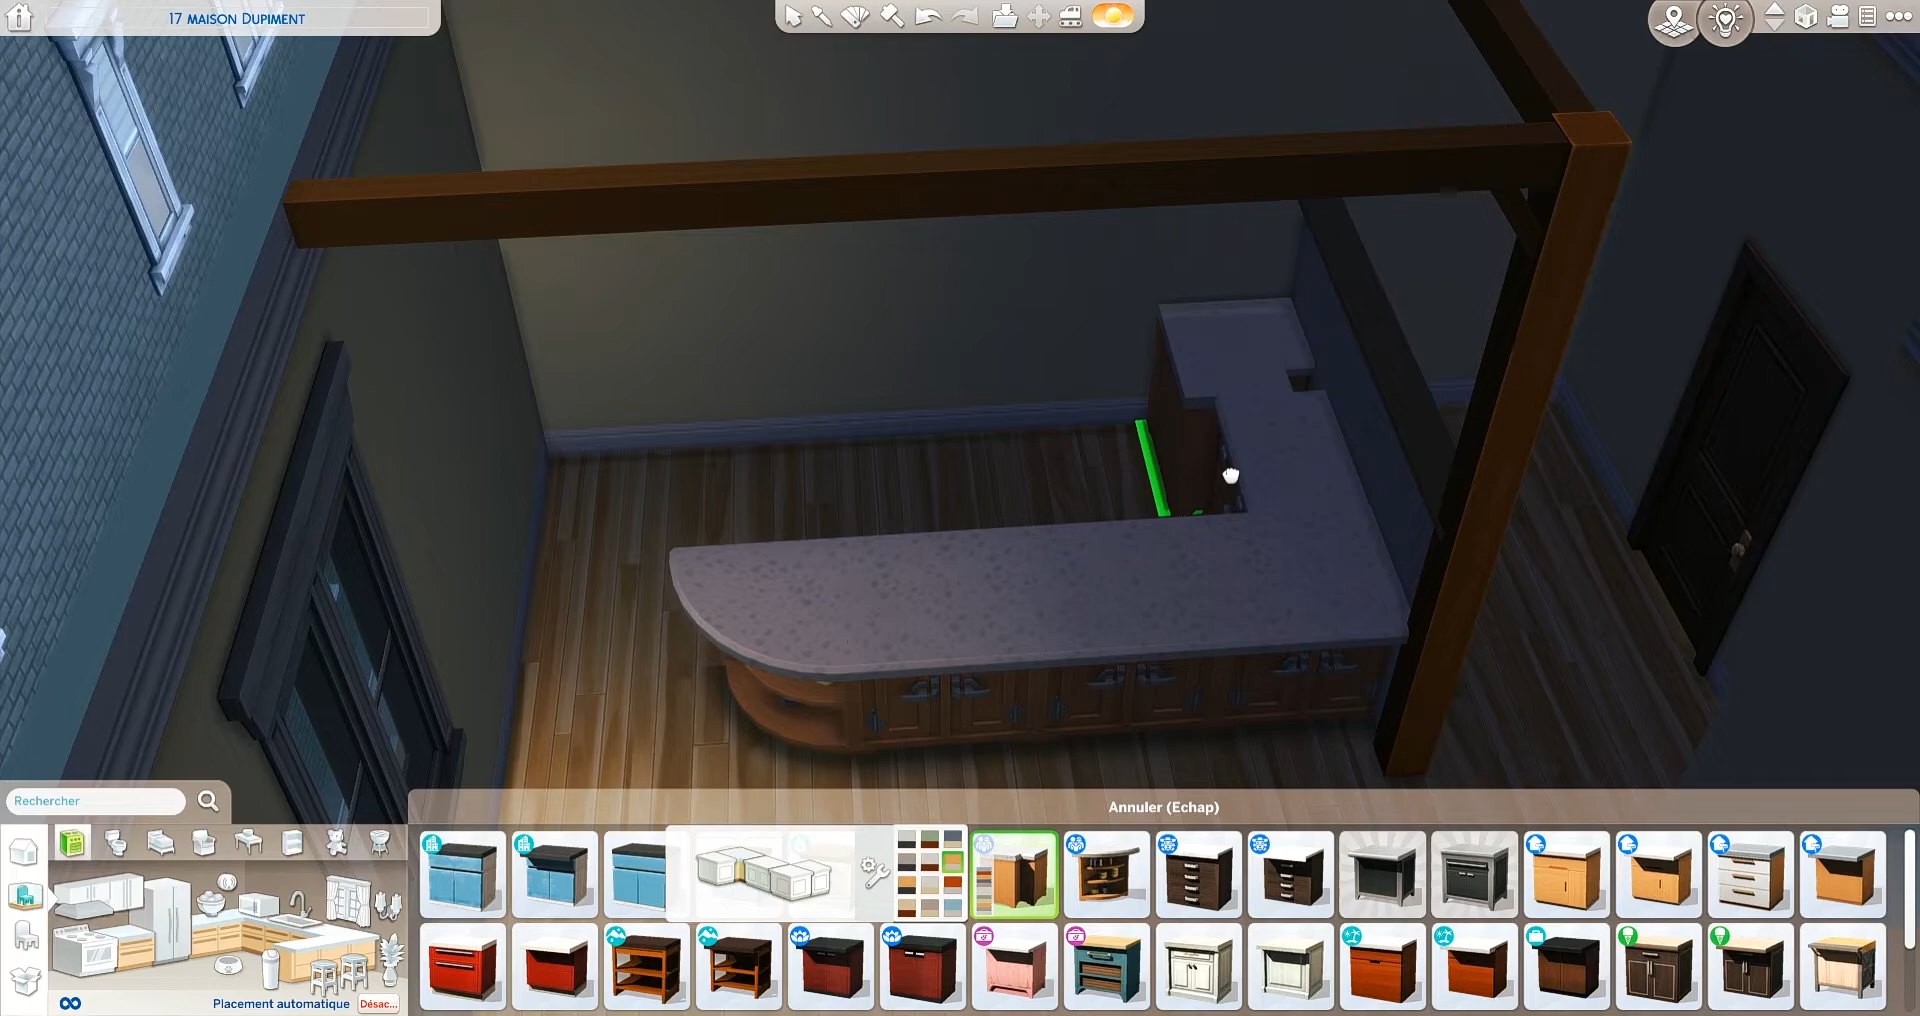 17 MAISON DUPIMENT
Annuler (Echap)
Rechercher
Placement automatique
Désac...